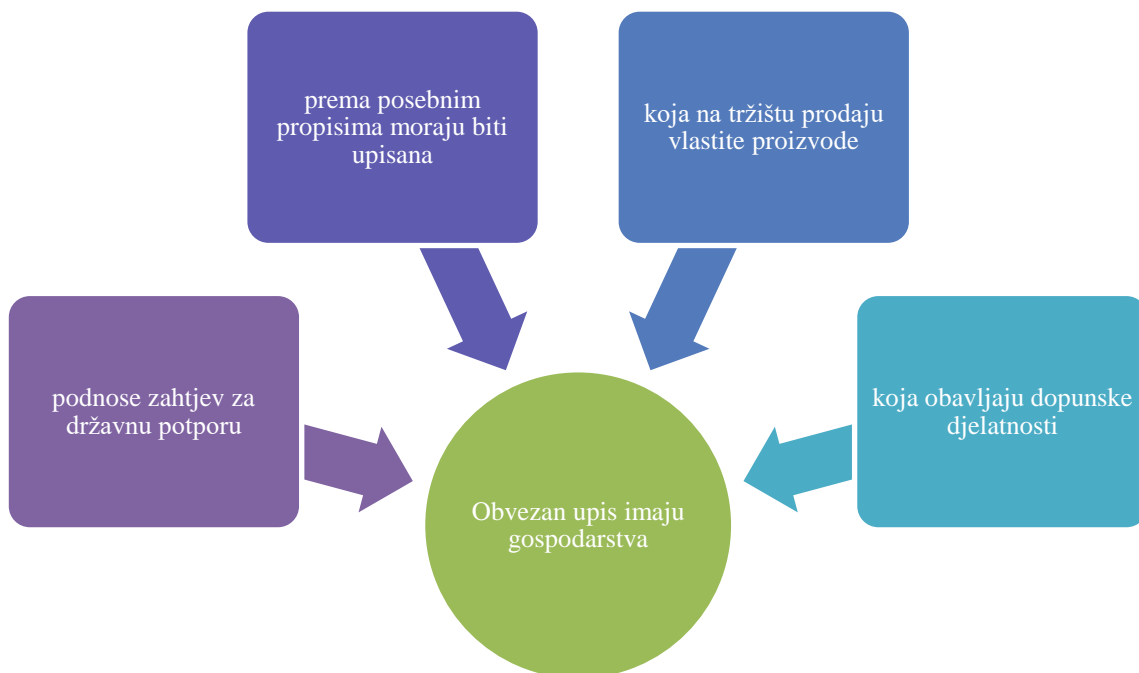 prema posebnim
propisima moraju biti
upisana
koja na tržištu prodaju
vlastite proizvode
podnose zahtjev za
državnu potporu
koja obavljaju dopunske
djelatnosti
Obvezan upis imaju
gospodarstva